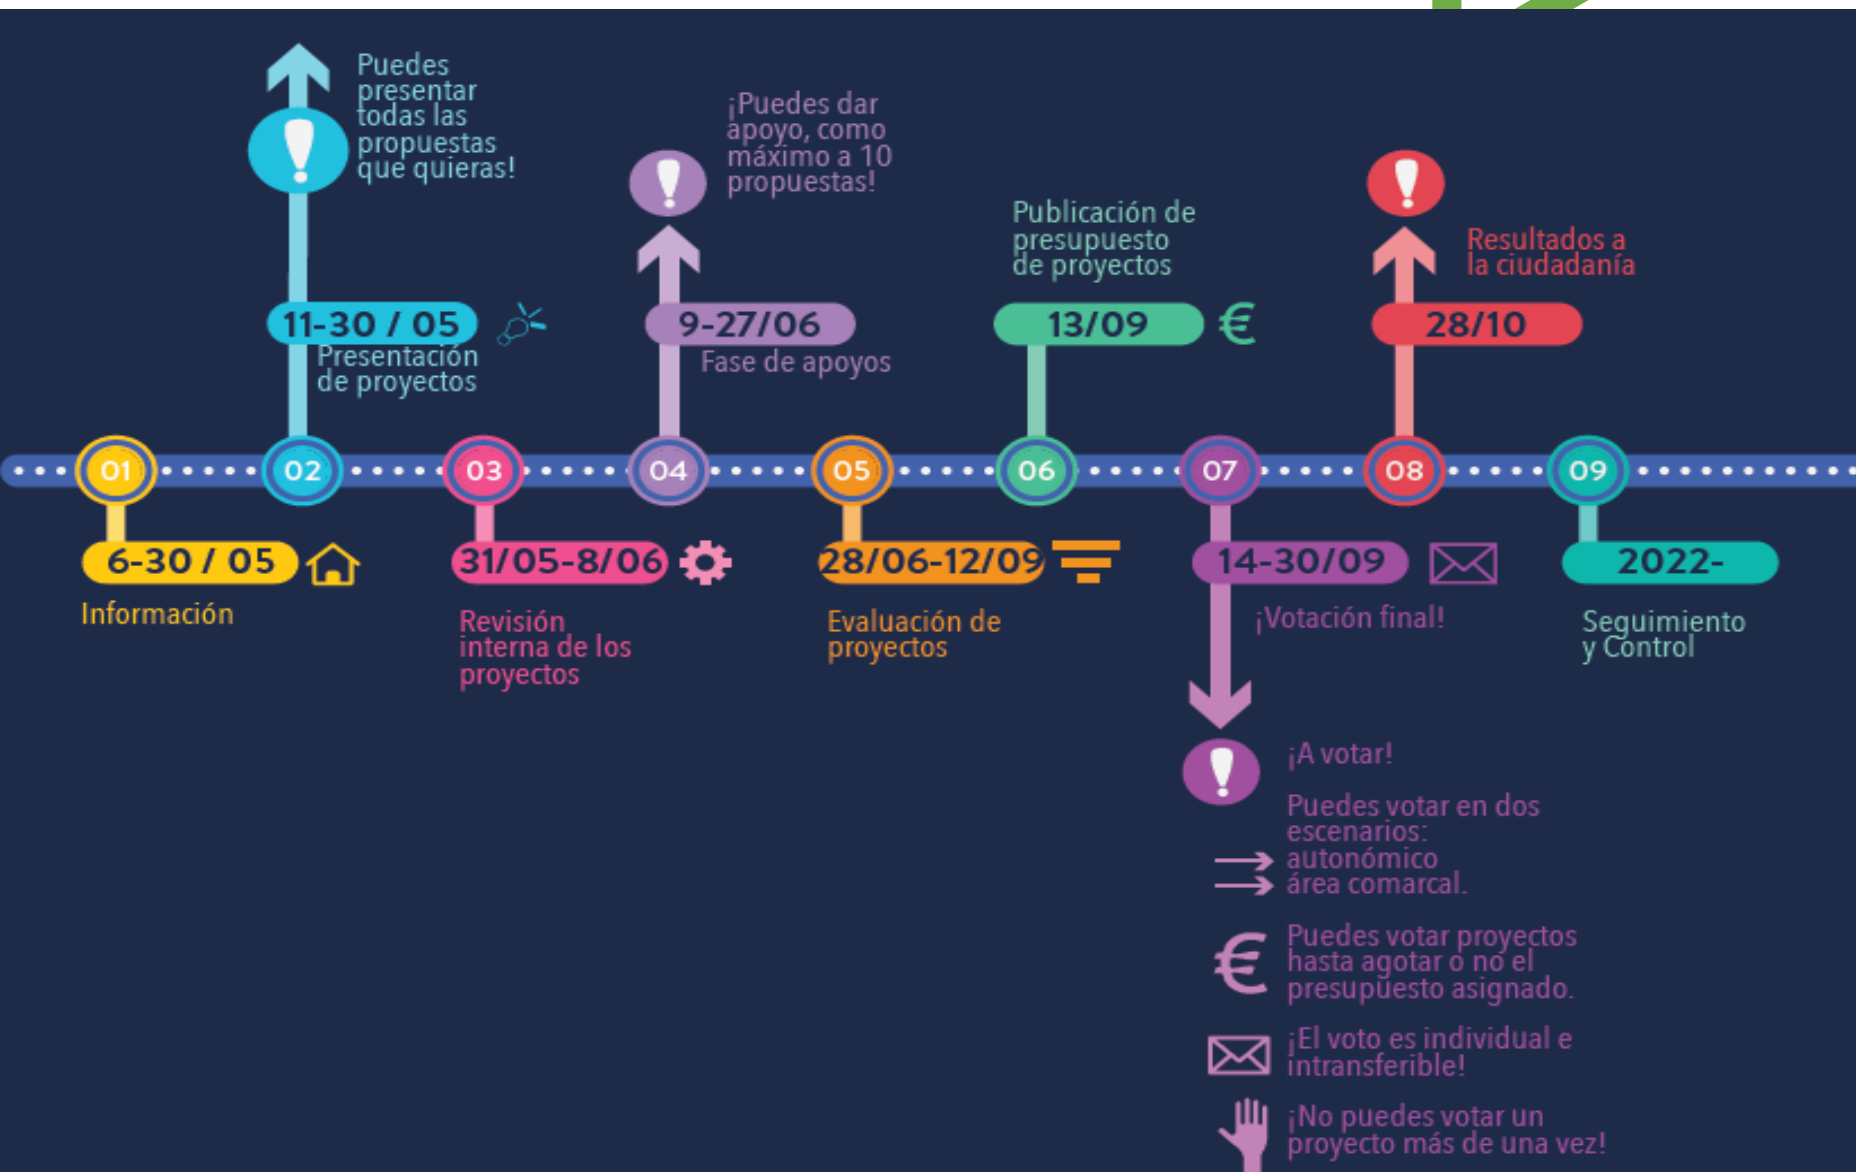 Puedes
presentar
todas las
propuestas
que quieras!
¡Puedes dar
apoyo, como
máximo a 10
propuestas!
Publicación de
presupuesto
de proyectos
Resultados a
la ciudadanía
11-30 / 05
Presentación
de proyectos
9-27/06
Fase de apoyos
13/09
€
28/10
01
02
03
04
05
06
07
08
09
6-30 / 05
Información
31/05-8/06
Revisión
interna de los
proyectos
28/06-12/09
Evaluación de
proyectos
14-30/09
¡Votación final!
2022-
Seguimiento
y Control
¡A votar!
Puedes votar en dos
escenarios:
autonómico
área comarcal.
€
Puedes votar proyectos
hasta agotar o no el
presupuesto asignado.
¡El voto es individual e
intransferible!
¡No puedes votar un
proyecto más de una vez!